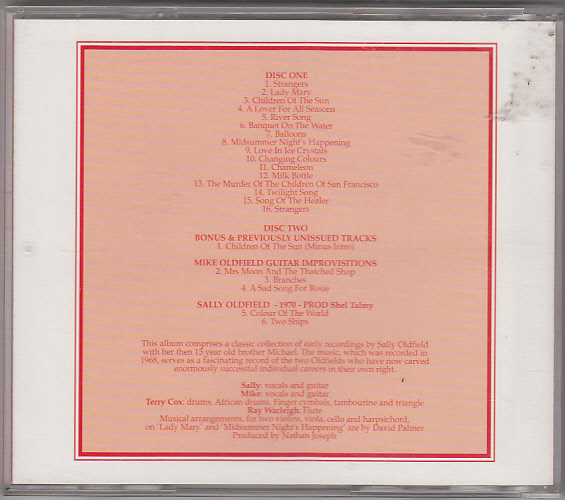 DISC ONE
1. Strangers
2. Lady Mary
3. Children Of The Sun
4. A Lover For All Seasons
5. River Song
6. Banquet On The Water
7. Balloons
8. Midsummer Night's Happening
9. Love In Ice Crystals
10. Changing Colours
11. Chameleon
12. Milk Bottle
13. The Murder Of The Children Of San Francisco
14. Twilight Song
15. Song Of The Healer
16. Strangers
DISC TWO
BONUS & PREVIOUSLY UNISSUED TRACKS
1. Children Of The Sun (Minus Intro)
MIKE OLDFIELD GUITAR IMPROVISITIONS
2. Mrs Moon And The Thatched Shop
3. Branches
4. A Sad Song For Rosie
SALLY OLDFIELD - 1970 - PROD Shel Talmy
5. Colour Of The World
6. Two Ships
This album comprises a classic collection of early recordings by Sally Oldfield
with her then 15 year old brother Michael. The music, which was recorded in
1968, serves as a fascinating record of the two Oldfields who have now carved
enormously successful individual careers in their own right.
Sally: vocals and guitar
Mike: vocals and guitar
Terry Cox: drums, African drums, Finger cymbals, tambourine and triangle
Ray Warleigh: Flute
Musical arrangements, for two violins, viola, cello and harpsichord,
on 'Lady Mary' and 'Midsummer Night's Happening' are by David Palmer
Produced by Nathan Joseph